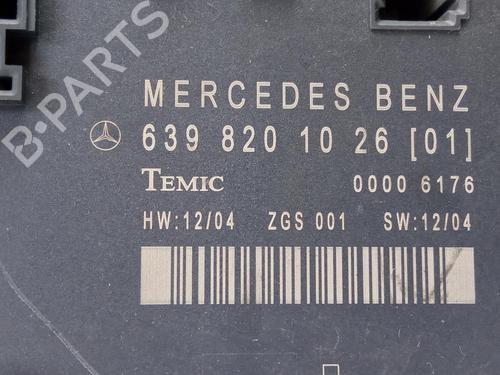 B-PARTS
MERCEDES BENZ
639 820 10 26 [01]
TEMIC 0000 6176
HW:12/04 ZGS 001 SW:12/04